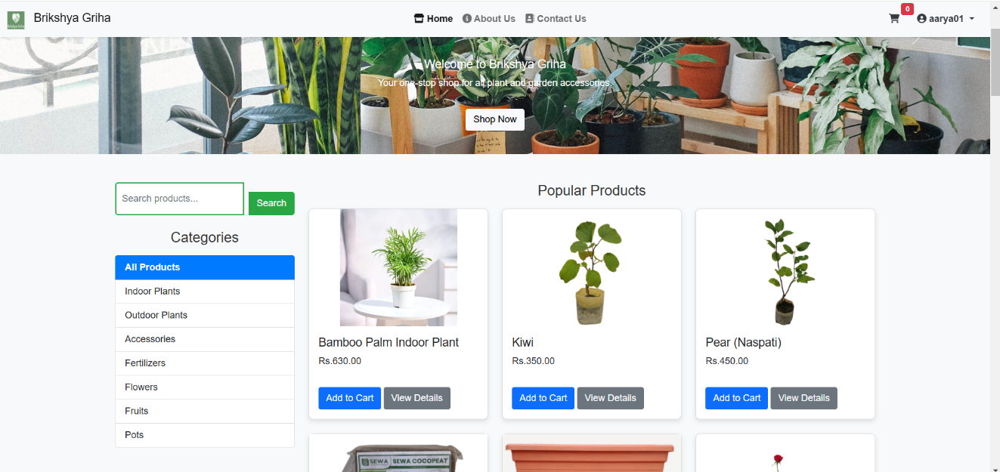 Brikshya Griha
Home About Us Contact Us
0
aarya01
Welcome to Brikshya Griha
Your one-stop shop for all plant and garden accessories.
Shop Now
Search products...
Search
Categories
All Products
Indoor Plants
Outdoor Plants
Accessories
Fertilizers
Flowers
Fruits
Pots
Popular Products
Bamboo Palm Indoor Plant
Rs.630.00
Add to Cart View Details
Kiwi
Rs.350.00
Add to Cart View Details
Pear (Naspati)
Rs.450.00
Add to Cart View Details
SEWA SEWA COCOPEAT